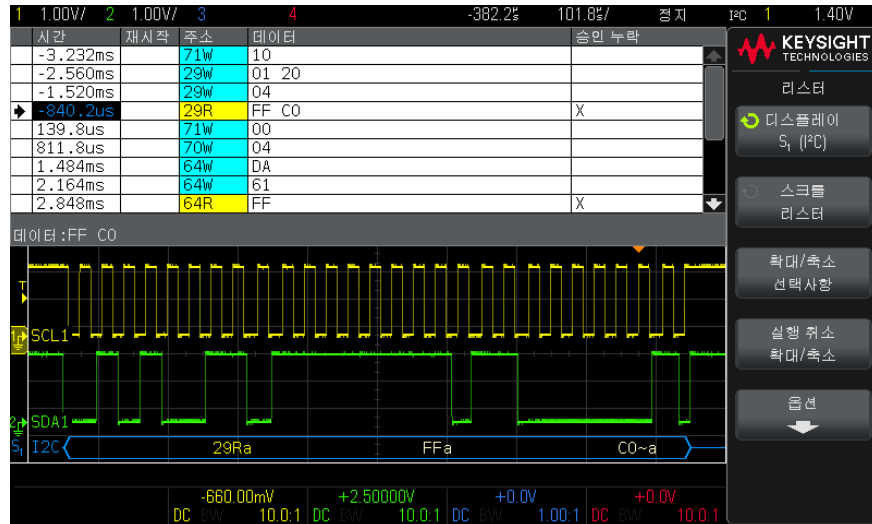 1 1.00V/ 2 1.00V/ 3 4 -382.2us 101.8us/ 정지 I²C 1 1.40V
시간 재시작 주소 데이터 승인 누락
-3.232ms 71W 10
-2.560ms 29W 01 20
-1.520ms 29W 04
-840.2us 29R FF C0 X
139.8us 71W 00
811.8us 70W 04
1.484ms 64W DA
2.164ms 64W 61
2.848ms 64R FF X
데이터:FF C0
T
1 SCL1
2 SDA1
S₁ I2C 29Ra FFa C0~a
-660.00mV +2.50000V +0.0V +0.0V
DC BW 10.0:1 DC BW 10.0:1 DC BW 1.00:1 DC BW 10.0:1
KEYSIGHT
TECHNOLOGIES
리스터
디스플레이
S₁ (I²C)
스크롤
리스터
확대/축소
선택사항
실행 취소
확대/축소
옵션